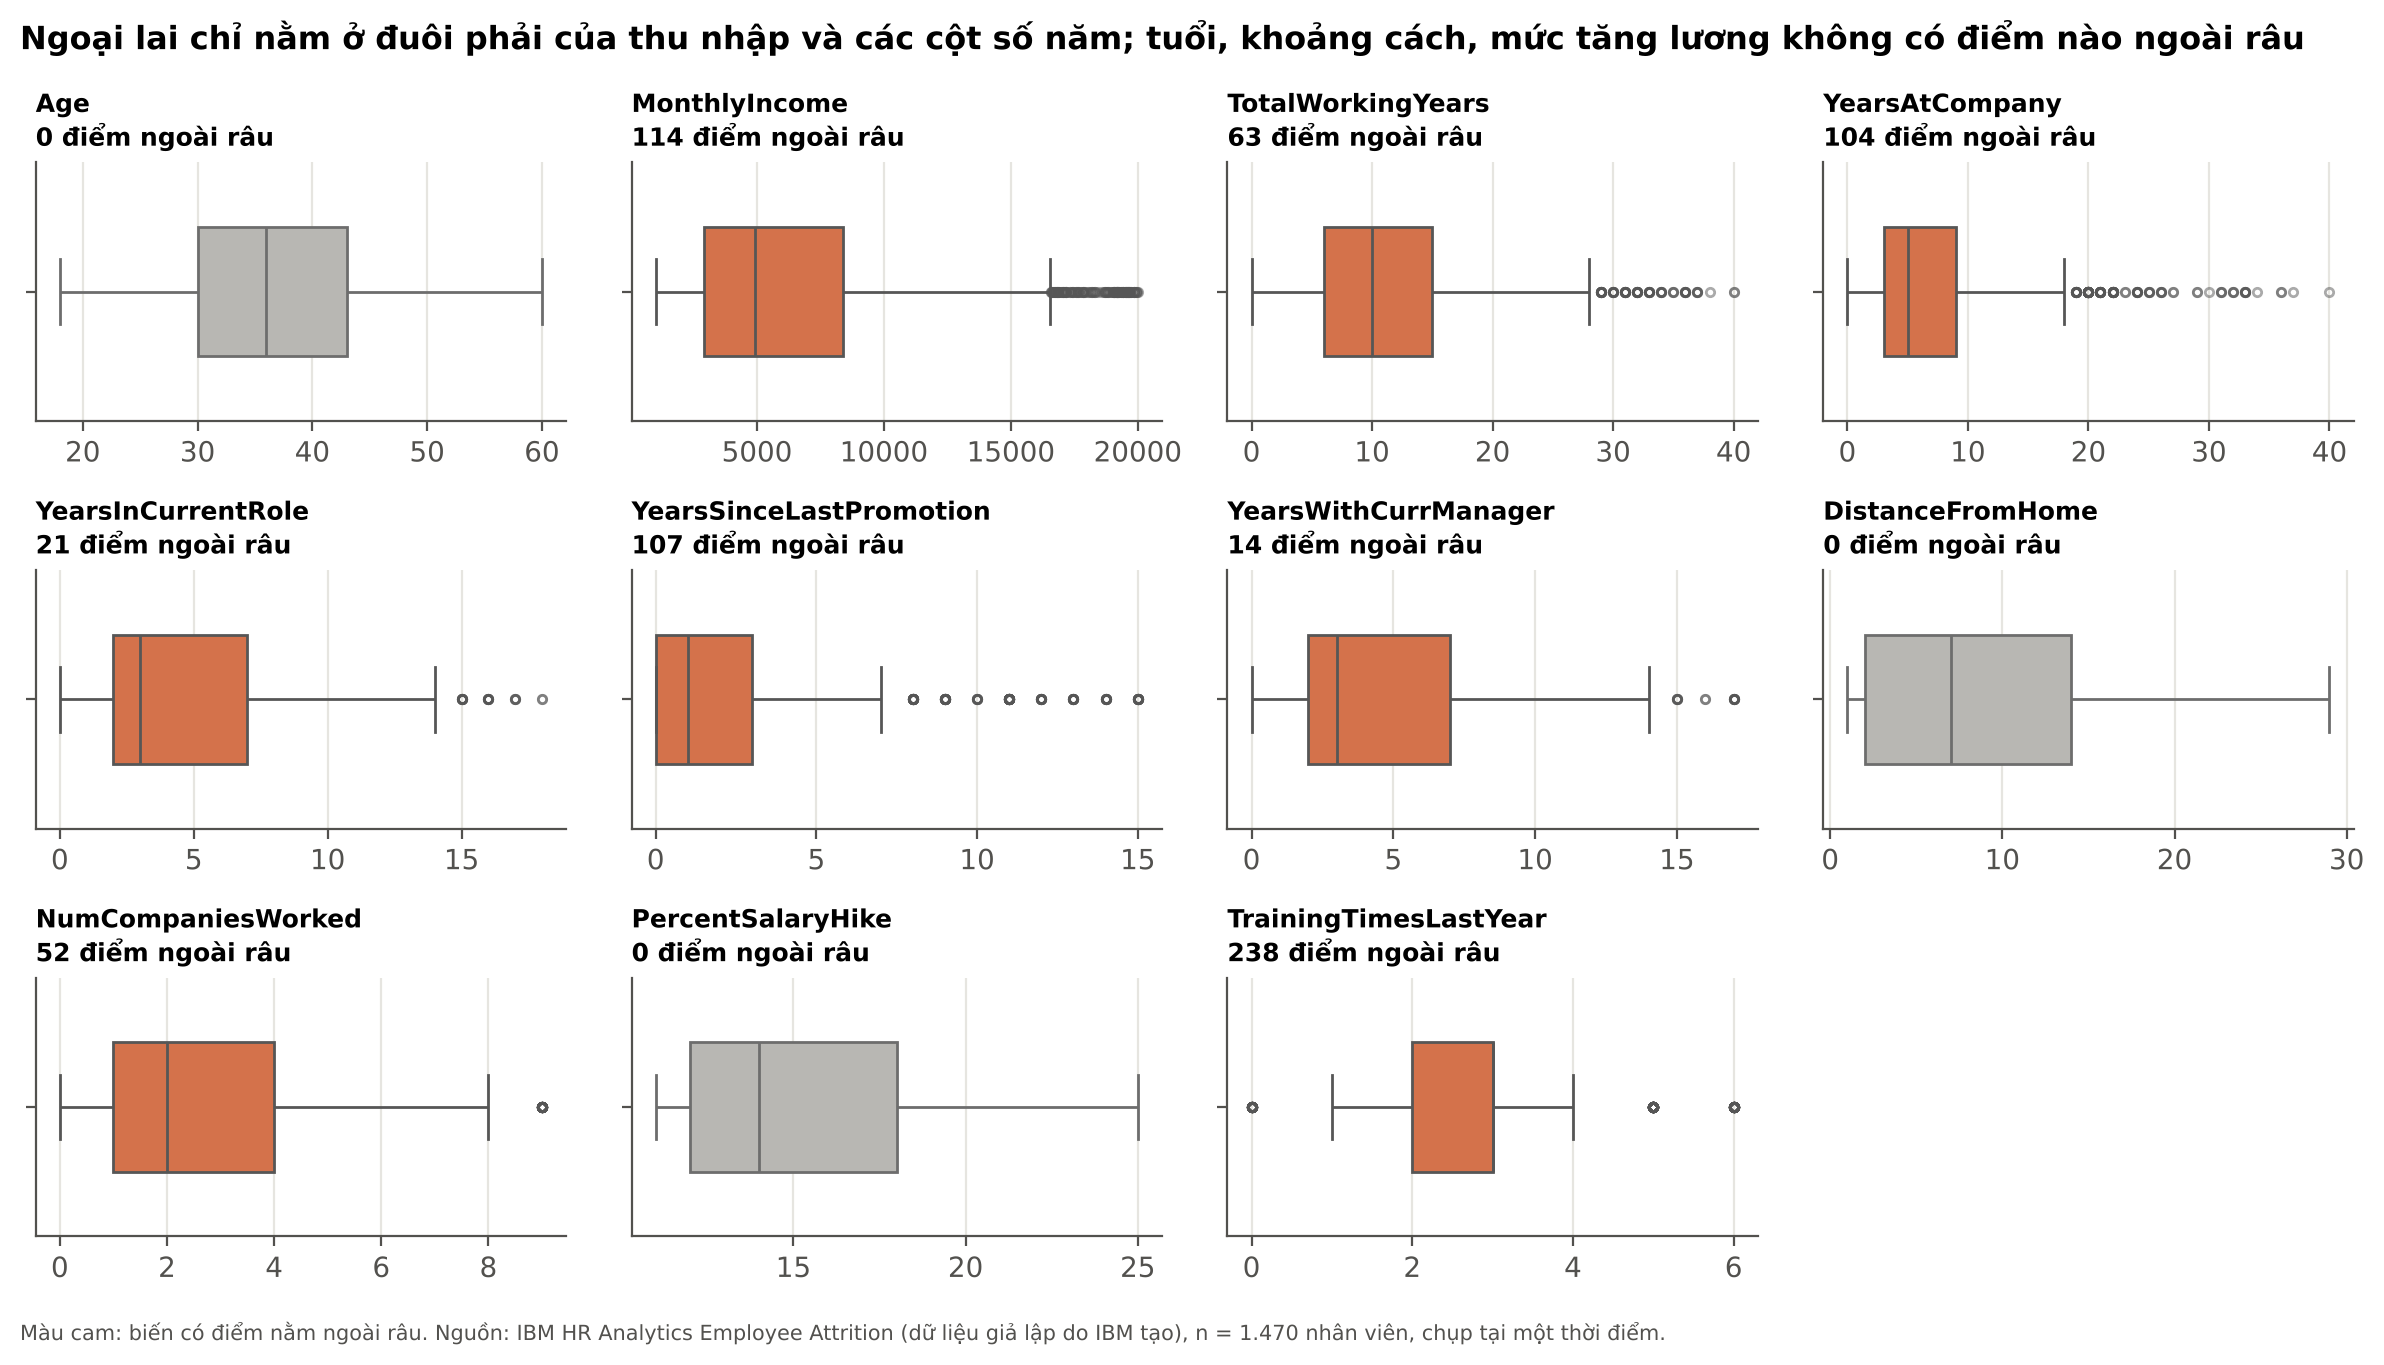 Ngoại lai chỉ nằm ở đuôi phải của thu nhập và các cột số năm; tuổi, khoảng cách, mức tăng lương không có điểm nào ngoài râu
Age
0 điểm ngoài râu
20 30 40 50 60
MonthlyIncome
114 điểm ngoài râu
5000 10000 15000 20000
TotalWorkingYears
63 điểm ngoài râu
0 10 20 30 40
YearsAtCompany
104 điểm ngoài râu
0 10 20 30 40
YearsInCurrentRole
21 điểm ngoài râu
0 5 10 15
YearsSinceLastPromotion
107 điểm ngoài râu
0 5 10 15
YearsWithCurrManager
14 điểm ngoài râu
0 5 10 15
DistanceFromHome
0 điểm ngoài râu
0 10 20 30
NumCompaniesWorked
52 điểm ngoài râu
0 2 4 6 8
PercentSalaryHike
0 điểm ngoài râu
15 20 25
TrainingTimesLastYear
238 điểm ngoài râu
0 2 4 6
Màu cam: biến có điểm nằm ngoài râu. Nguồn: IBM HR Analytics Employee Attrition (dữ liệu giả lập do IBM tạo), n = 1.470 nhân viên, chụp tại một thời điểm.